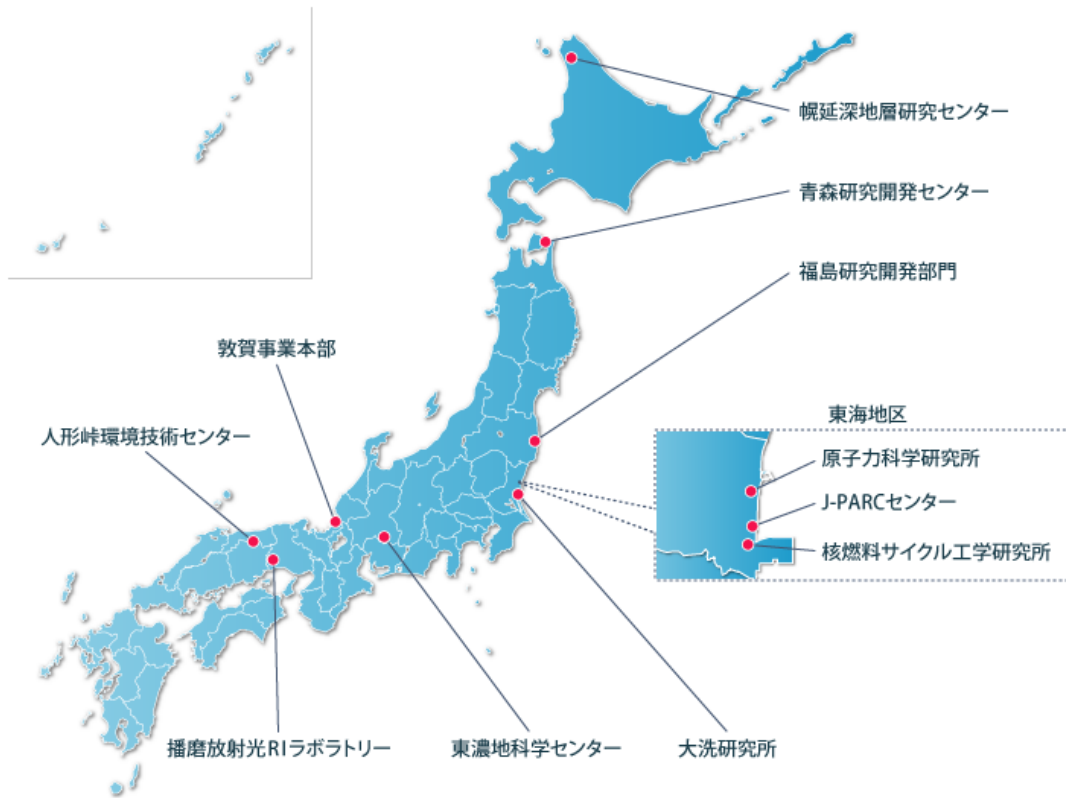 幌延深地層研究センター
青森研究開発センター
福島研究開発部門
敦賀事業本部
人形峠環境技術センター
東海地区
原子力科学研究所
J-PARCセンター
核燃料サイクル工学研究所
播磨放射光RIラボラトリー
東濃地科学センター
大洗研究所